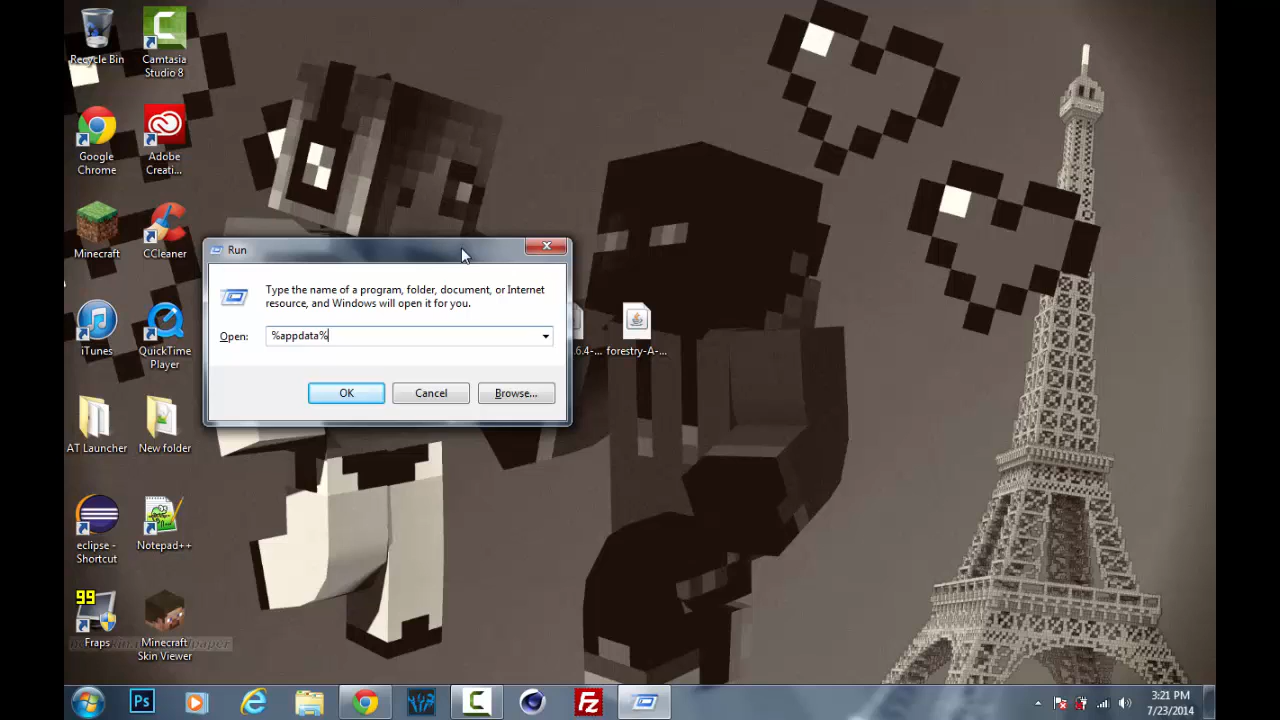 Recycle Bin
Camtasia
Studio 8
Google
Chrome
Adobe
Creati...
Minecraft
CCleaner
iTunes
QuickTime
Player
AT Launcher
New folder
eclipse -
Shortcut
Notepad++
99
Fraps
Minecraft
Skin Viewer
Run
Type the name of a program, folder, document, or Internet
resource, and Windows will open it for you.
Open:
%appdata%
OK
Cancel
Browse...
.6.4-...
forestry-A-...
Ps
Fz
3:21 PM
7/23/2014